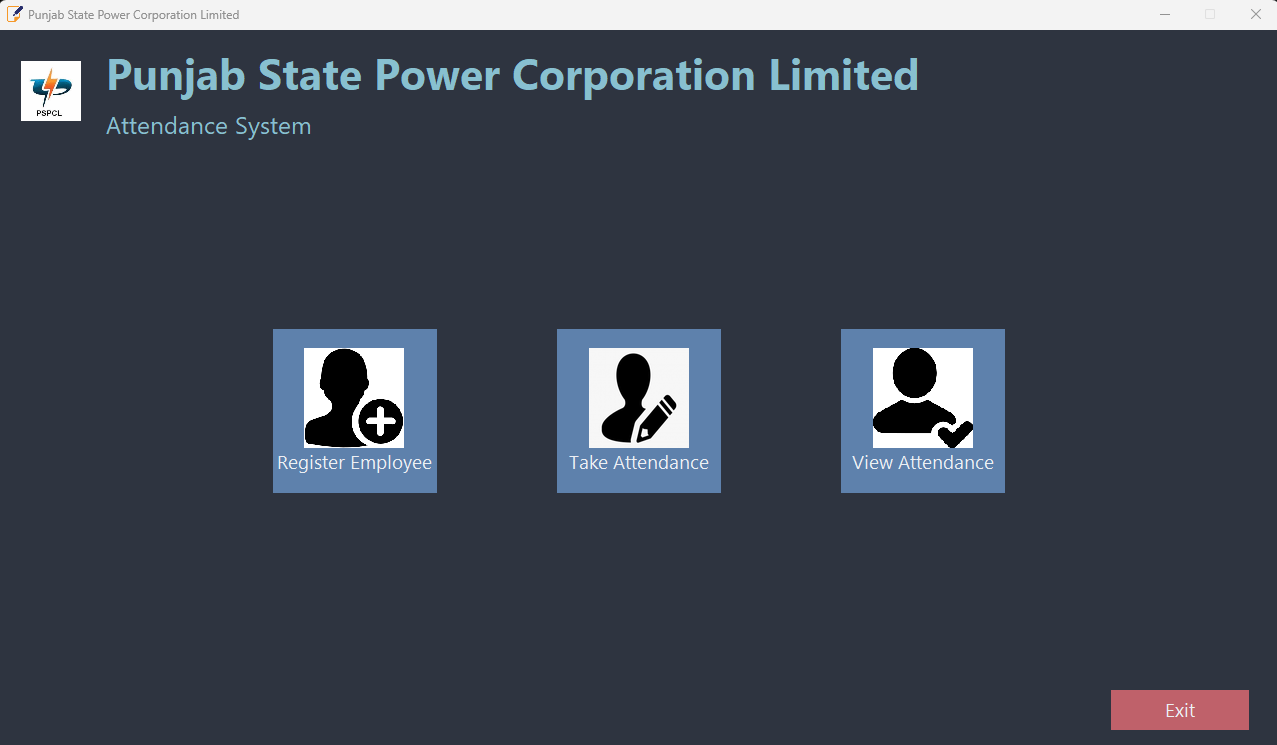 Punjab State Power Corporation Limited
Punjab State Power Corporation Limited
PSPCL
Attendance System
Register Employee
Take Attendance
View Attendance
Exit